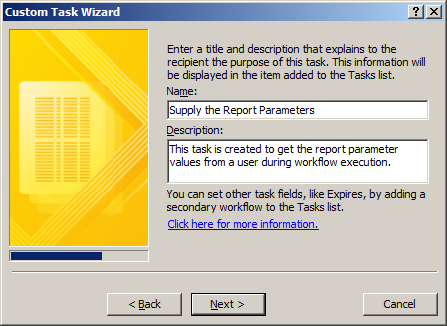 Custom Task Wizard
Enter a title and description that explains to the
recipient the purpose of this task. This information
will be displayed in the item added to the Tasks list.
Name:
Supply the Report Parameters
Description:
This task is created to get the report parameter
values from a user during workflow execution.
You can set other task fields, like Expires, by adding a
secondary workflow to the Tasks list.
Click here for more information.
< Back
Next >
Cancel